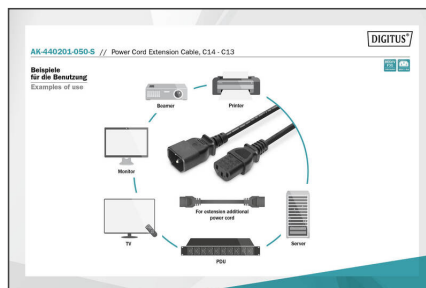 DIGITUS®
AK-440201-050-S // Power Cord Extension Cable, C14 - C13
Beispiele
für die Benutzung
Examples of use
Beamer
Printer
Monitor
For extension additional
power cord
TV
Server
PDU